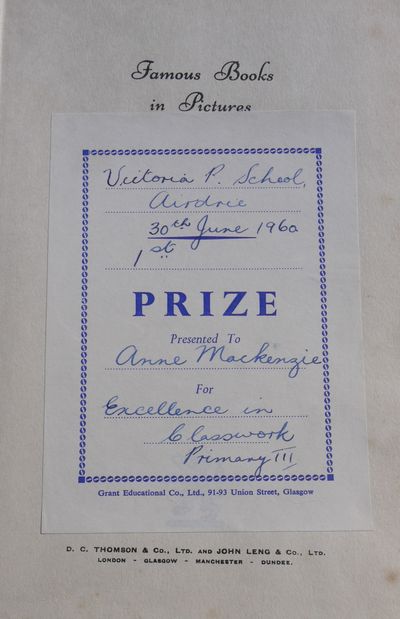 Famous Books
in Pictures
Victoria P. School,
Airdrie
30th June 1960
1st
PRIZE
Presented To
Anne Mackenzie
For
Excellence in
Classwork
Primary III
Grant Educational Co., Ltd., 91-93 Union Street, Glasgow
D. C. THOMSON & CO., LTD. AND JOHN LENG & CO., LTD.
LONDON - GLASGOW - MANCHESTER - DUNDEE.